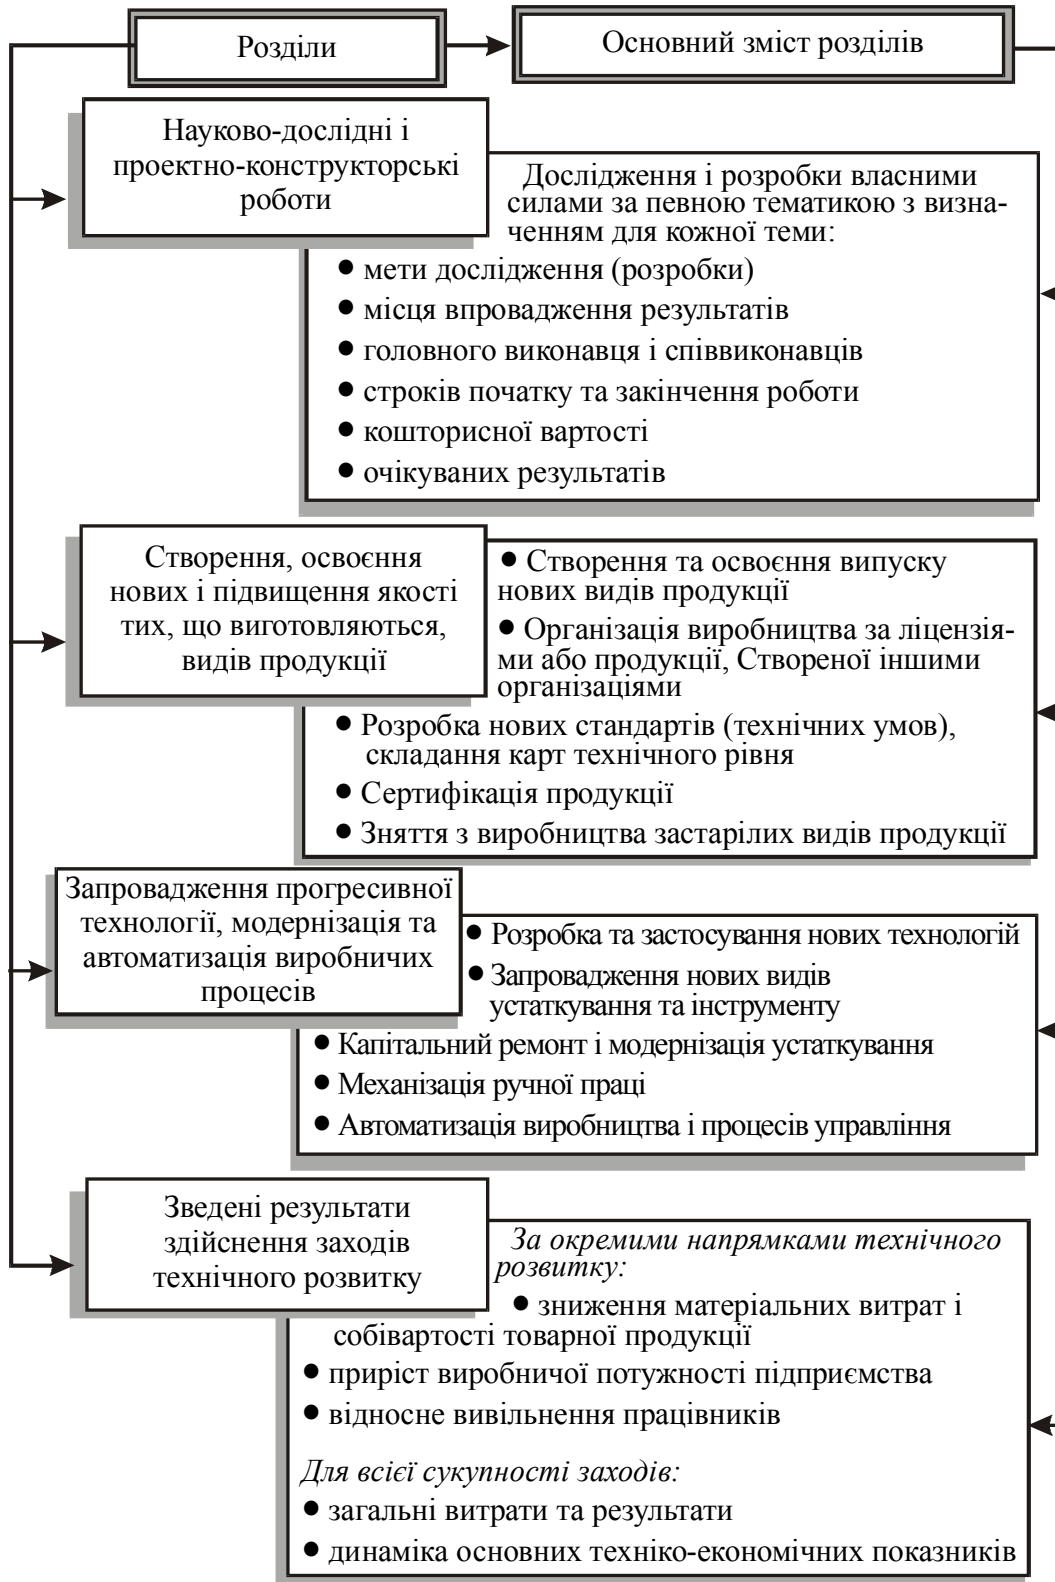 Розділи
Основний зміст розділів
Науково-дослідні і
проектно-конструкторські
роботи
Дослідження і розробки власними
силами за певною тематикою з визна-
ченням для кожної теми:
● мети дослідження (розробки)
● місця впровадження результатів
● головного виконавця і співвиконавців
● строків початку та закінчення роботи
● кошторисної вартості
● очікуваних результатів
Створення, освоєння
нових і підвищення якості
тих, що виготовляються,
видів продукції
● Створення та освоєння випуску
нових видів продукції
● Організація виробництва за ліцензія-
ми або продукції, Створеної іншими
організаціями
● Розробка нових стандартів (технічних умов),
складання карт технічного рівня
● Сертифікація продукції
● Зняття з виробництва застарілих видів продукції
Запровадження прогресивної
технології, модернізація та
автоматизація виробничих
процесів
● Розробка та застосування нових технологій
● Запровадження нових видів
устаткування та інструменту
● Капітальний ремонт і модернізація устаткування
● Механізація ручної праці
● Автоматизація виробництва і процесів управління
Зведені результати
здійснення заходів
технічного розвитку
За окремими напрямками технічного
розвитку:
● зниження матеріальних витрат і
собівартості товарної продукції
● приріст виробничої потужності підприємства
● відносне вивільнення працівників
Для всієї сукупності заходів:
● загальні витрати та результати
● динаміка основних техніко-економічних показників